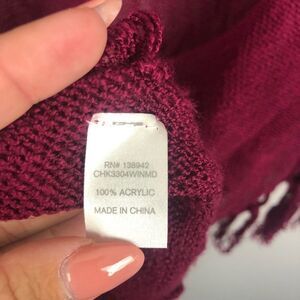 RN# 138942
CHK3304WINMD
100% ACRYLIC
MADE IN CHINA